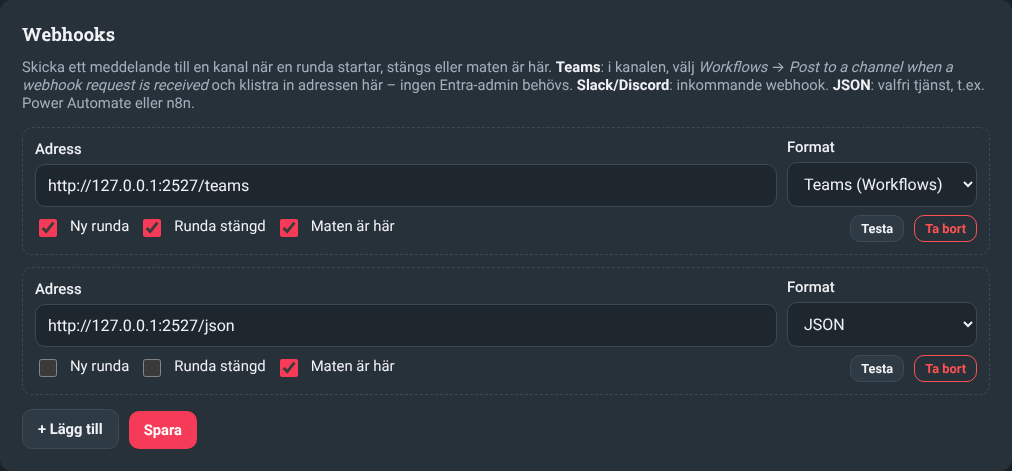 Webhooks
Skicka ett meddelande till en kanal när en runda startar, stängs eller maten är här. Teams: i kanalen, välj Workflows → Post to a channel when a
webhook request is received och klistra in adressen här – ingen Entra-admin behövs. Slack/Discord: inkommande webhook. JSON: valfri tjänst, t.ex.
Power Automate eller n8n.
Adress
Format
http://127.0.0.1:2527/teams
Teams (Workflows)
Ny runda Runda stängd Maten är här
Testa Ta bort
Adress
Format
http://127.0.0.1:2527/json
JSON
Ny runda Runda stängd Maten är här
Testa Ta bort
+ Lägg till Spara